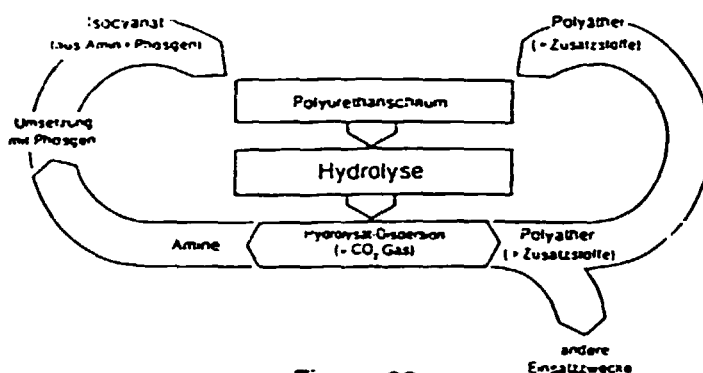 Isocyanat
(aus Amin + Phosgen)
Polyäther
(+ Zusatzstoffe)
Polyurethanschaum
Umsetzung
mit Phosgen
Hydrolyse
Amine
Hydrolysat-Dispersion
(+ CO₂ Gas)
Polyäther
(+ Zusatzstoffe)
andere
Einsatzzwecke